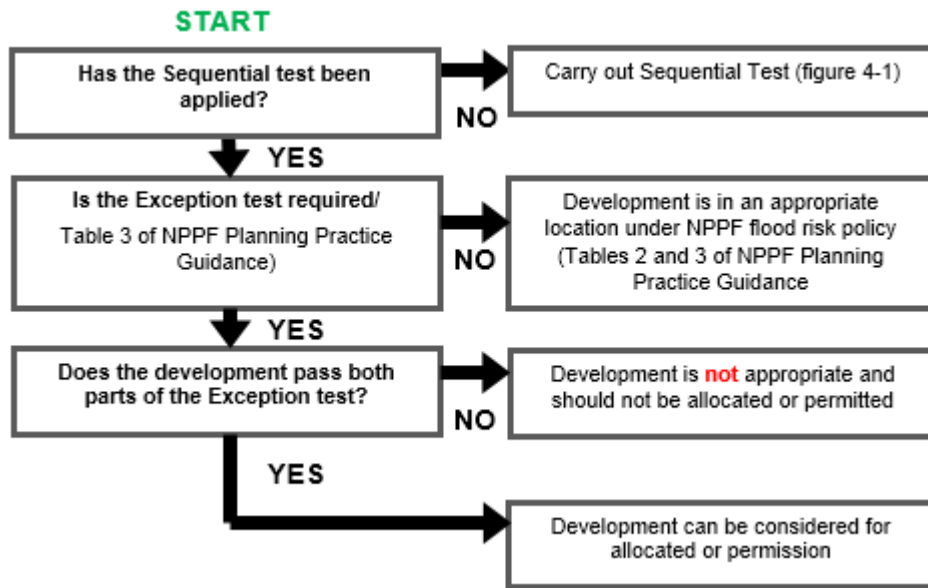 START
Has the Sequential test been
applied?
NO
Carry out Sequential Test (figure 4-1)
YES
Is the Exception test required/
Table 3 of NPPF Planning Practice
Guidance)
NO
Development is in an appropriate
location under NPPF flood risk policy
(Tables 2 and 3 of NPPF Planning
Practice Guidance
YES
Does the development pass both
parts of the Exception test?
NO
Development is not appropriate and
should not be allocated or permitted
YES
Development can be considered for
allocated or permission